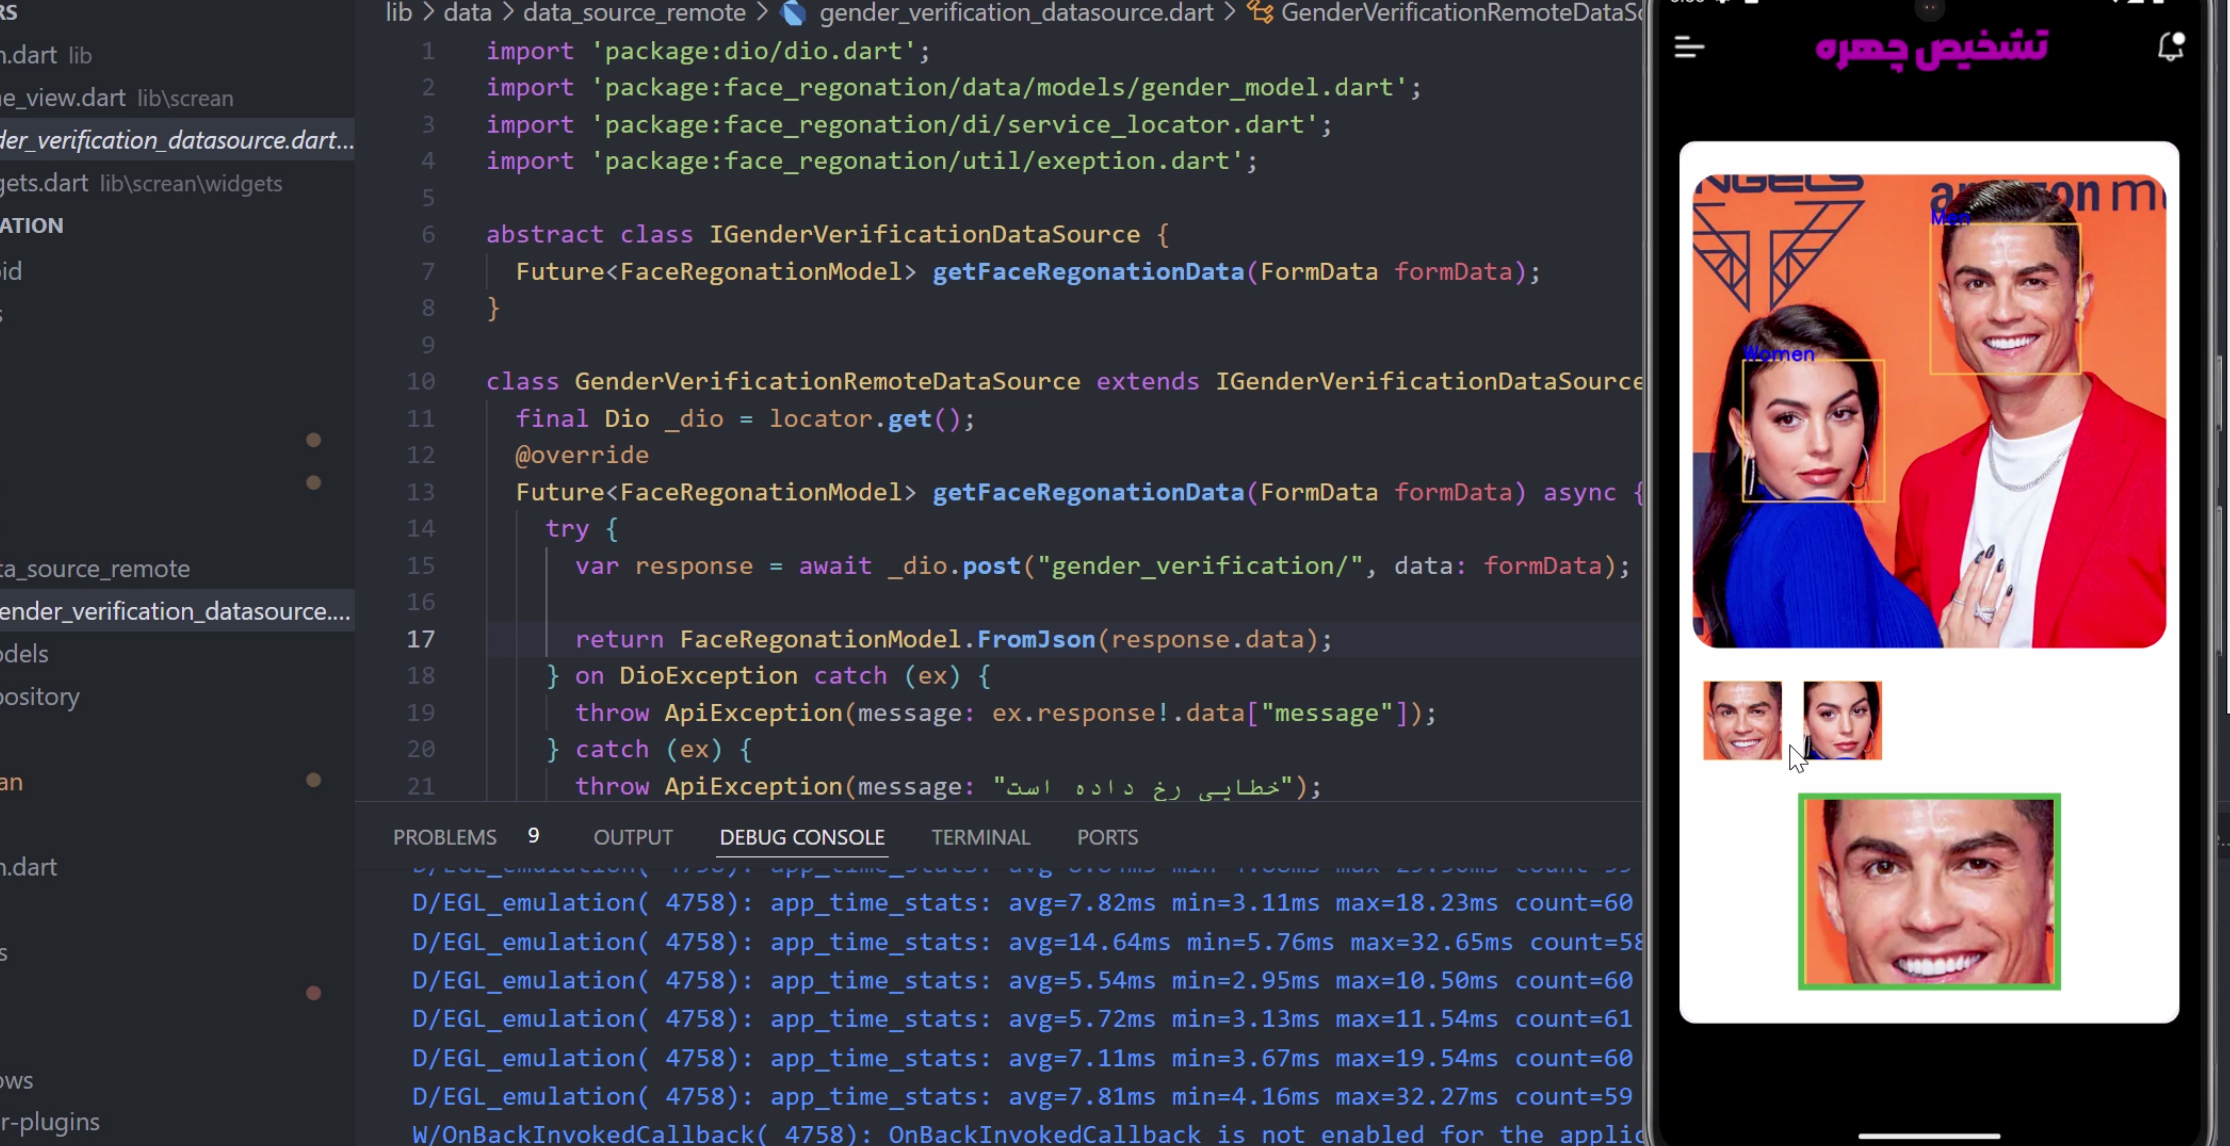 RS
n.dart lib
ne_view.dart lib\screan
der_verification_datasource.dart...
gets.dart lib\screan\widgets
ATION
oid
s
ta_source_remote
ender_verification_datasource....
odels
pository
an
n.dart
s
ows
r-plugins
lib > data > data_source_remote > gender_verification_datasource.dart > GenderVerificationRemoteDataSo
1 import 'package:dio/dio.dart';
2 import 'package:face_regonation/data/models/gender_model.dart';
3 import 'package:face_regonation/di/service_locator.dart';
4 import 'package:face_regonation/util/exeption.dart';
5
6 abstract class IGenderVerificationDataSource {
7 Future<FaceRegonationModel> getFaceRegonationData(FormData formData);
8 }
9
10 class GenderVerificationRemoteDataSource extends IGenderVerificationDataSource
11 final Dio _dio = locator.get();
12 @override
13 Future<FaceRegonationModel> getFaceRegonationData(FormData formData) async {
14 try {
15 var response = await _dio.post("gender_verification/", data: formData);
16
17 return FaceRegonationModel.FromJson(response.data);
18 } on DioException catch (ex) {
19 throw ApiException(message: ex.response!.data["message"]);
20 } catch (ex) {
21 throw ApiException(message: "خطایی رخ داده است");
PROBLEMS 9 OUTPUT DEBUG CONSOLE TERMINAL PORTS
D/EGL_emulation( 4758): app_time_stats: avg=7.82ms min=3.11ms max=18.23ms count=60
D/EGL_emulation( 4758): app_time_stats: avg=14.64ms min=5.76ms max=32.65ms count=58
D/EGL_emulation( 4758): app_time_stats: avg=5.54ms min=2.95ms max=10.50ms count=60
D/EGL_emulation( 4758): app_time_stats: avg=5.72ms min=3.13ms max=11.54ms count=61
D/EGL_emulation( 4758): app_time_stats: avg=7.11ms min=3.67ms max=19.54ms count=60
D/EGL_emulation( 4758): app_time_stats: avg=7.81ms min=4.16ms max=32.27ms count=59
W/OnBackInvokedCallback( 4758): OnBackInvokedCallback is not enabled for the applic
تشخیص چهره
NGELS
amazon mu
Men
Women